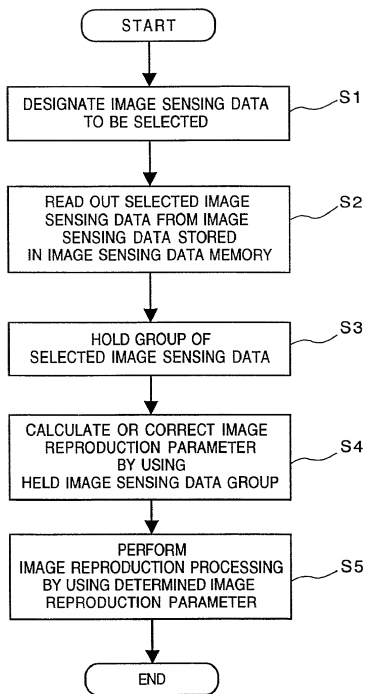 START
DESIGNATE IMAGE SENSING DATA
TO BE SELECTED
S1
READ OUT SELECTED IMAGE
SENSING DATA FROM IMAGE
SENSING DATA STORED
IN IMAGE SENSING DATA MEMORY
S2
HOLD GROUP OF
SELECTED IMAGE SENSING DATA
S3
CALCULATE OR CORRECT IMAGE
REPRODUCTION PARAMETER
BY USING
HELD IMAGE SENSING DATA GROUP
S4
PERFORM
IMAGE REPRODUCTION PROCESSING
BY USING DETERMINED IMAGE
REPRODUCTION PARAMETER
S5
END